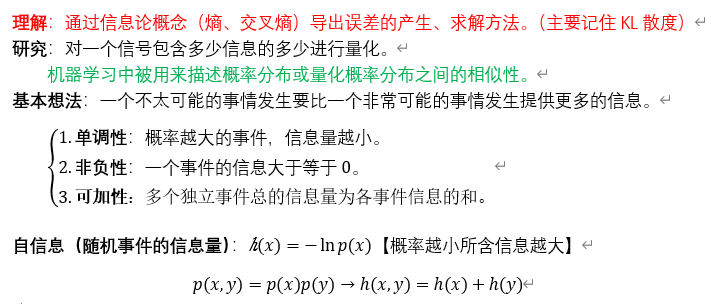 理解：通过信息论概念（熵、交叉熵）导出误差的产生、求解方法。（主要记住 KL 散度）
研究：对一个信号包含多少信息的多少进行量化。
机器学习中被用来描述概率分布或量化概率分布之间的相似性。
基本想法：一个不太可能的事情发生要比一个非常可能的事情发生提供更多的信息。
1. 单调性：概率越大的事件，信息量越小。
2. 非负性：一个事件的信息大于等于 0。
3. 可加性：多个独立事件总的信息量为各事件信息的和。
自信息（随机事件的信息量）：h(x) = −ln p(x)【概率越小所含信息越大】
p(x, y) = p(x)p(y) → h(x, y) = h(x) + h(y)